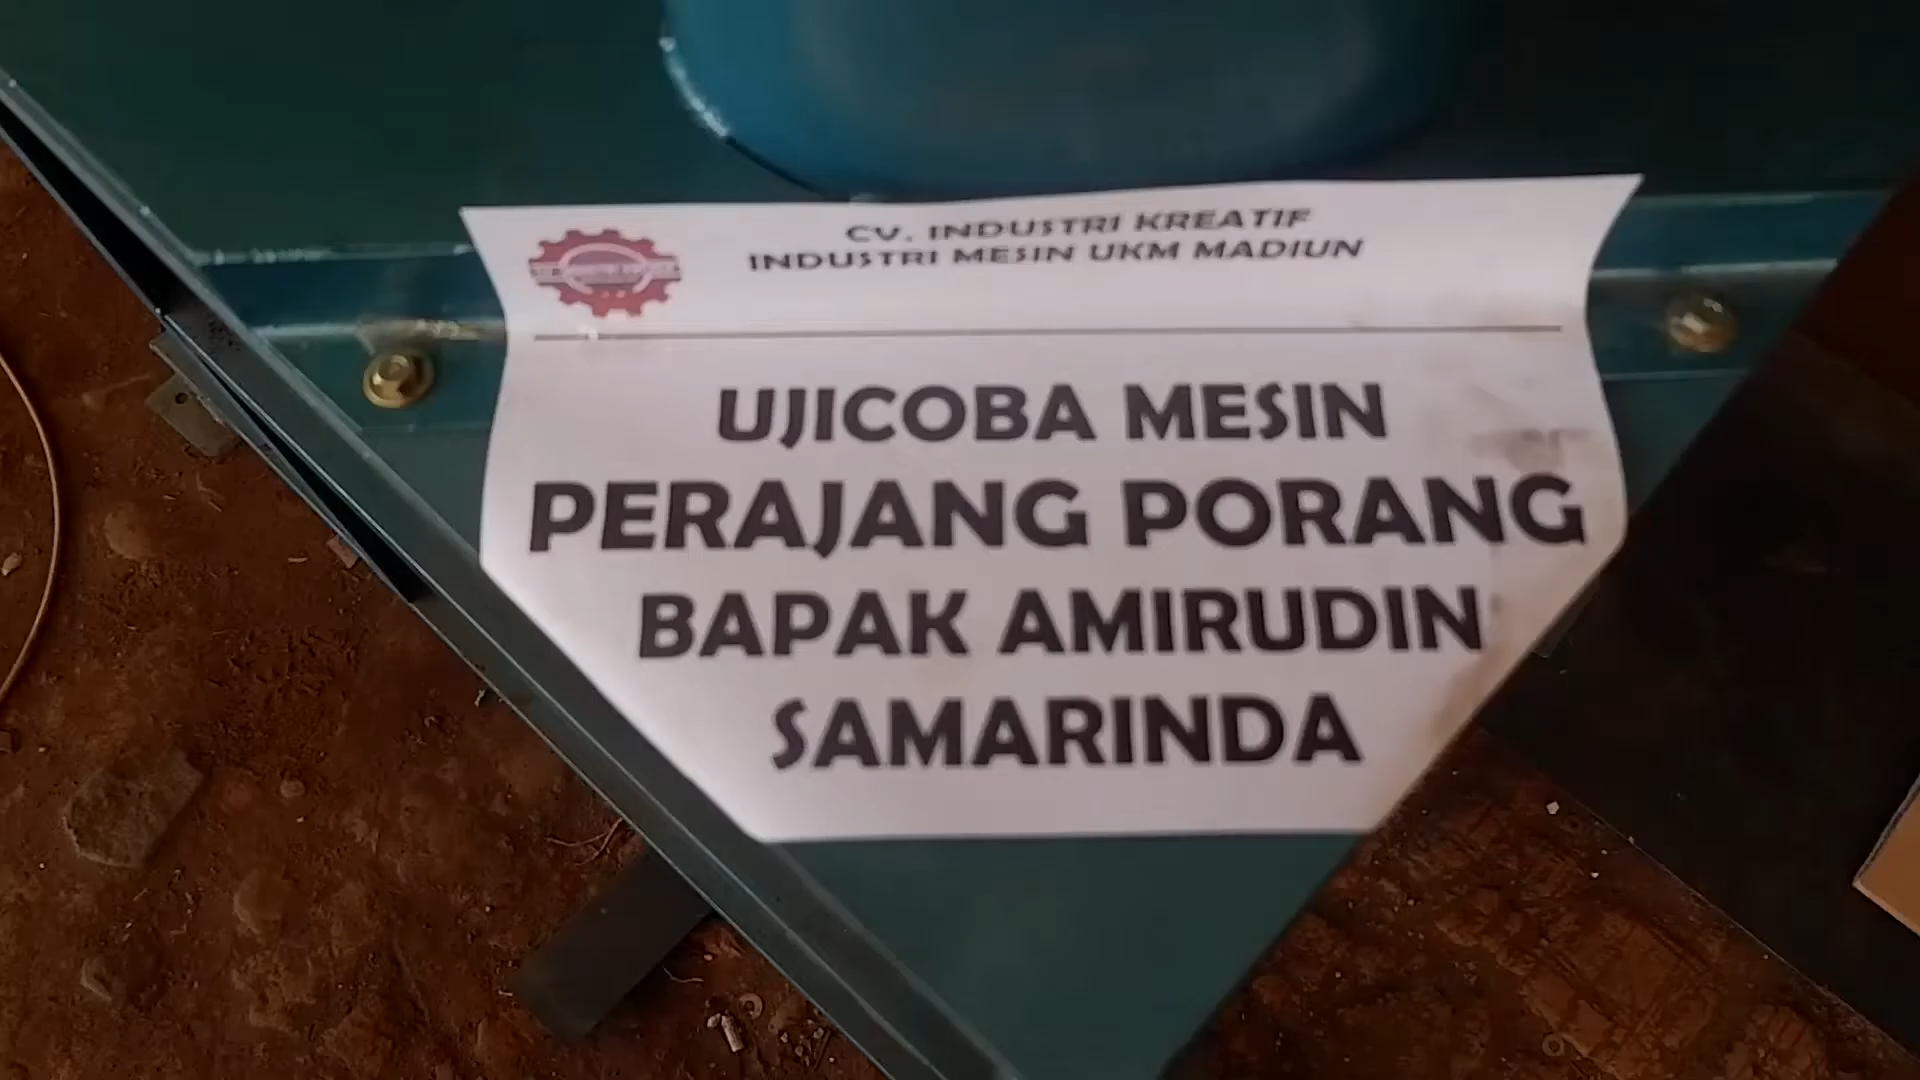 CV. INDUSTRI KREATIF
INDUSTRI MESIN UKM MADIUN
UJICOBA MESIN
PERAJANG PORANG
BAPAK AMIRUDIN
SAMARINDA